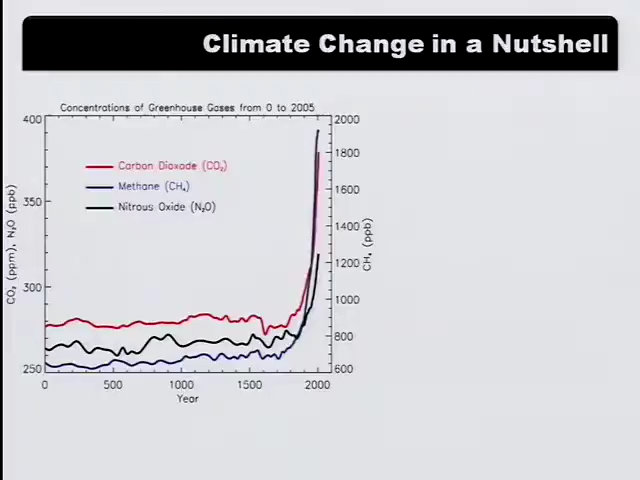 Climate Change in a Nutshell
Concentrations of Greenhouse Gases from 0 to 2005
400
350
300
250
CO₂ (ppm), N₂O (ppb)
Carbon Dioxide (CO₂)
Methane (CH₄)
Nitrous Oxide (N₂O)
2000
1800
1600
1400
1200
1000
800
600
CH₄ (ppb)
0 500 1000 1500 2000
Year